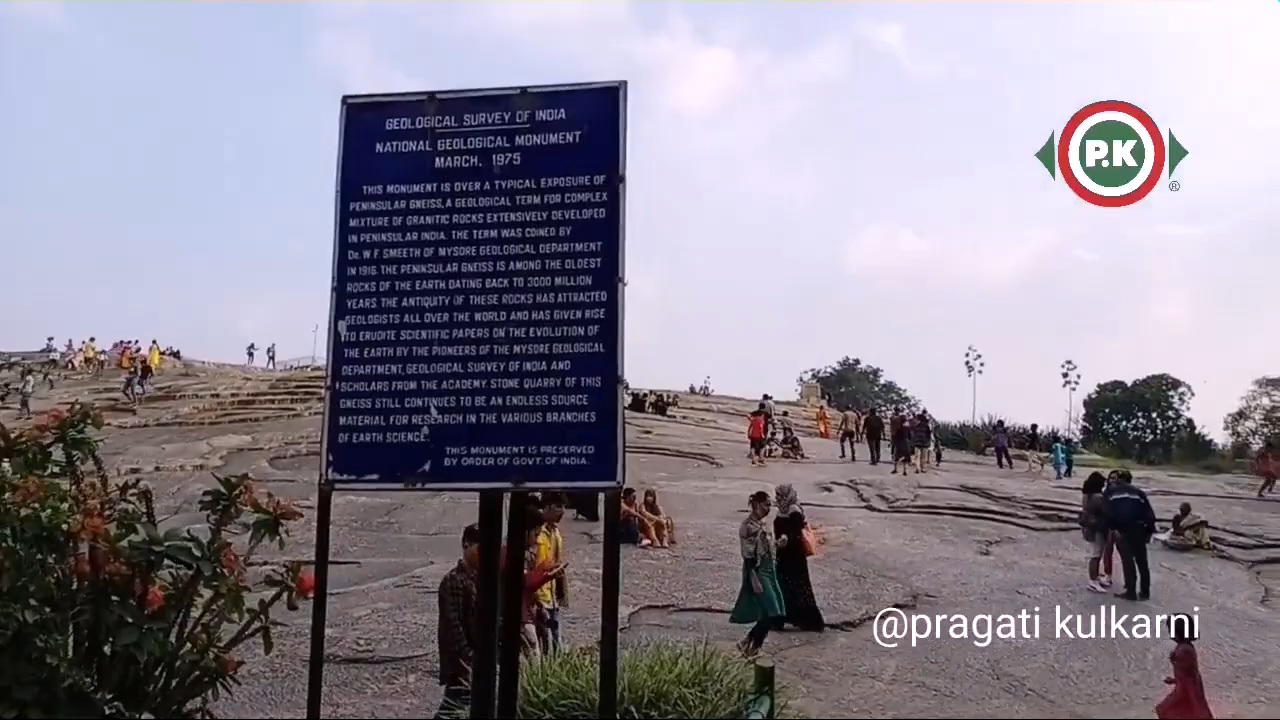 GEOLOGICAL SURVEY OF INDIA
NATIONAL GEOLOGICAL MONUMENT
MARCH, 1975
THIS MONUMENT IS OVER A TYPICAL EXPOSURE OF
PENINSULAR GNEISS, A GEOLOGICAL TERM FOR COMPLEX
MIXTURE OF GRANITIC ROCKS EXTENSIVELY DEVELOPED
IN PENINSULAR INDIA. THE TERM WAS COINED BY
Dr. W F. SMEETH OF MYSORE GEOLOGICAL DEPARTMENT
IN 1916. THE PENINSULAR GNEISS IS AMONG THE OLDEST
ROCKS OF THE EARTH DATING BACK TO 3000 MILLION
YEARS. THE ANTIQUITY OF THESE ROCKS HAS ATTRACTED
GEOLOGISTS ALL OVER THE WORLD AND HAS GIVEN RISE
TO ERUDITE SCIENTIFIC PAPERS ON THE EVOLUTION OF
THE EARTH BY THE PIONEERS OF THE MYSORE GEOLOGICAL
DEPARTMENT, GEOLOGICAL SURVEY OF INDIA AND
SCHOLARS FROM THE ACADEMY. STONE QUARRY OF THIS
GNEISS STILL CONTINUES TO BE AN ENDLESS SOURCE
MATERIAL FOR RESEARCH IN THE VARIOUS BRANCHES
OF EARTH SCIENCE.
THIS MONUMENT IS PRESERVED
BY ORDER OF GOVT. OF INDIA.
P.K
®
@pragati kulkarni